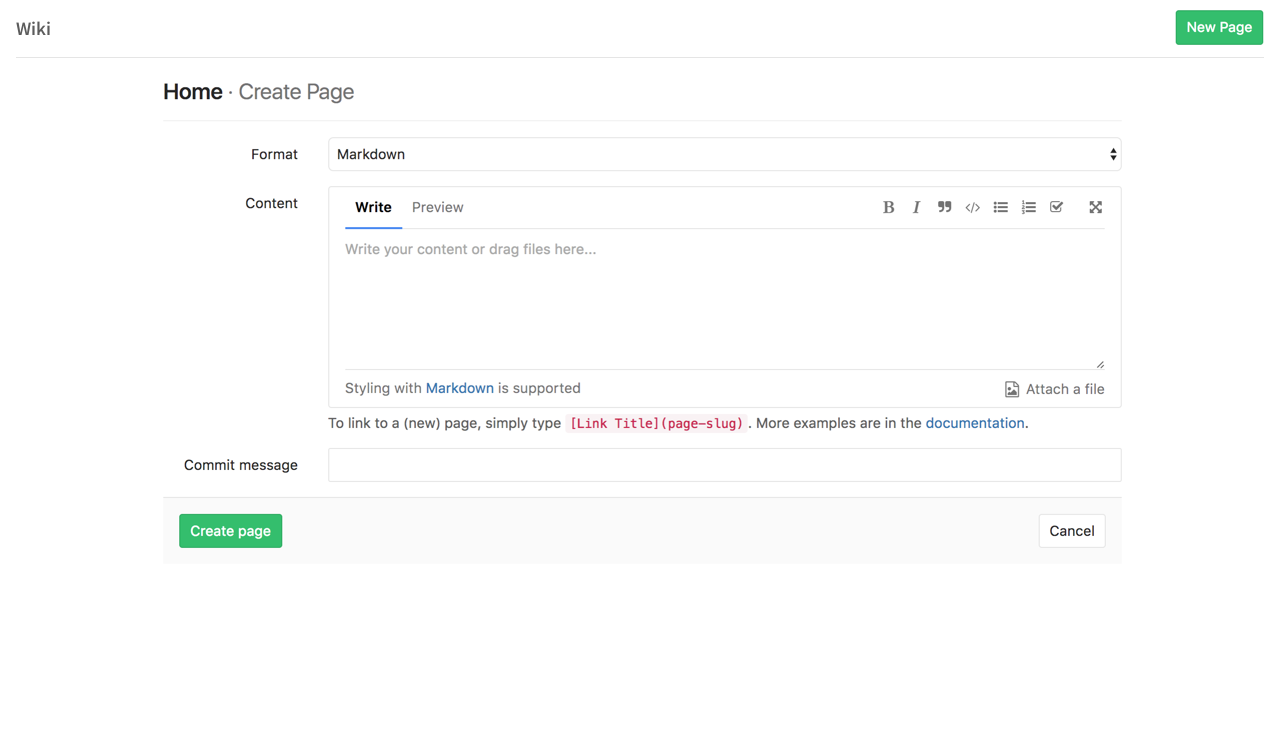 Wiki
New Page
Home · Create Page
Format
Markdown
Content
Write Preview
B I
Write your content or drag files here...
Styling with Markdown is supported
Attach a file
To link to a (new) page, simply type [Link Title](page-slug). More examples are in the documentation.
Commit message
Create page
Cancel